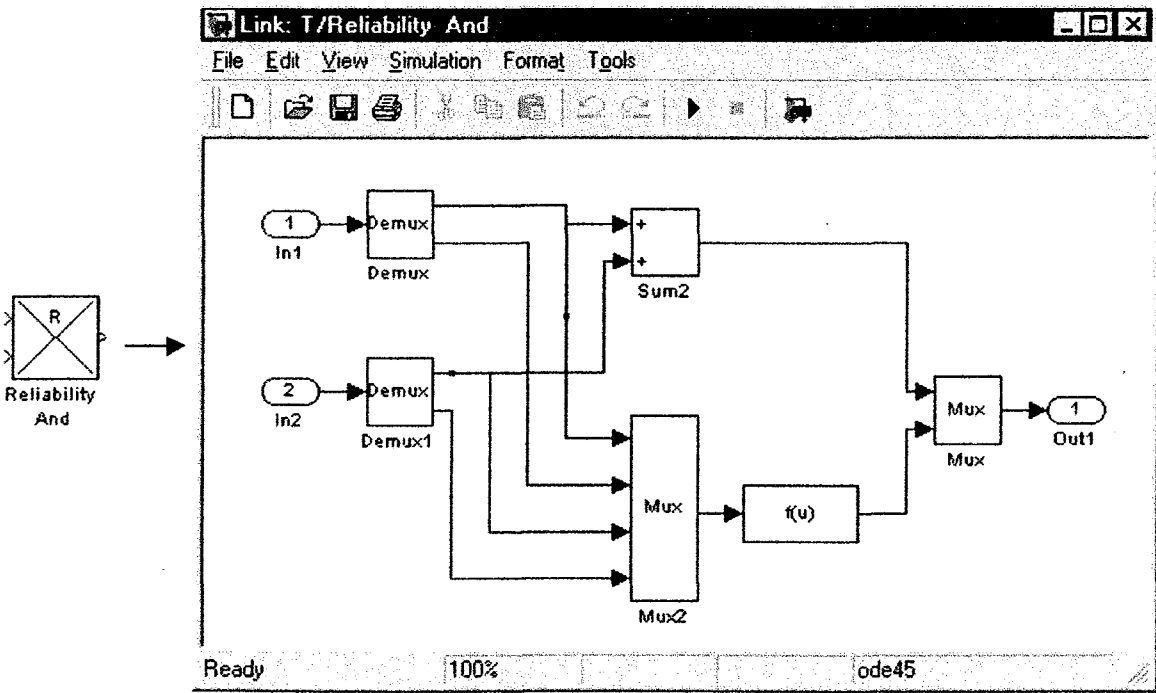 Link: T/Reliability And
File Edit View Simulation Format Tools
1
In1
Demux
Demux
+
+
Sum2
R
Reliability
And
2
In2
Demux
Demux1
Mux
Mux2
f(u)
Mux
Mux
1
Out1
Ready 100% ode45